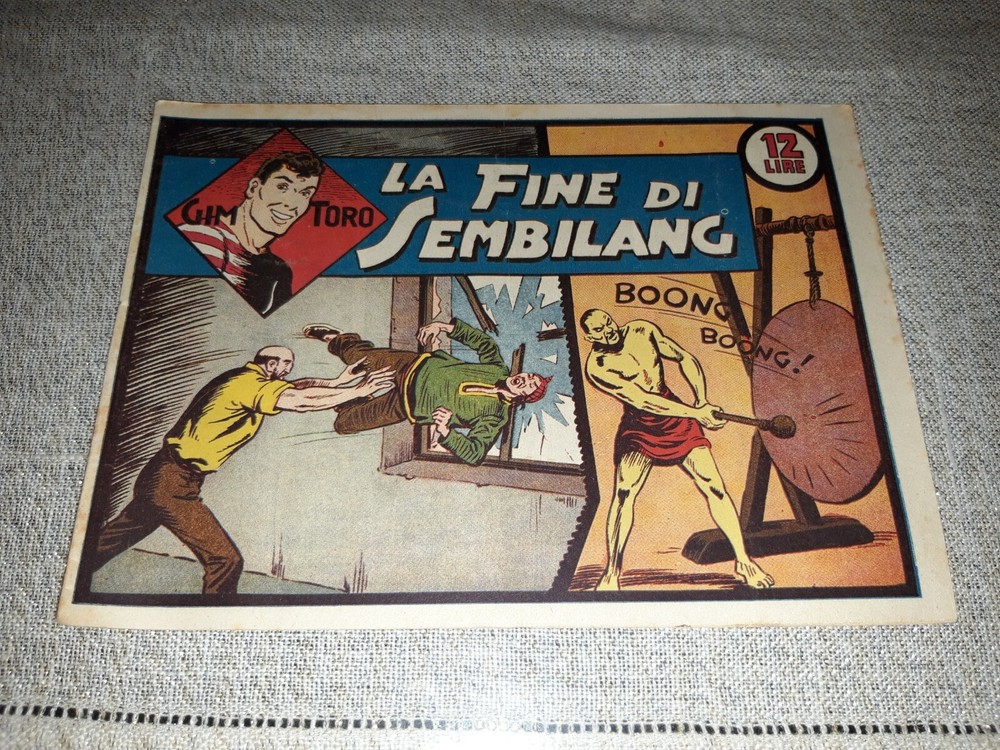 GIM TORO
LA FINE DI
SEMBILANG
12
LIRE
BOONG
BOONG!